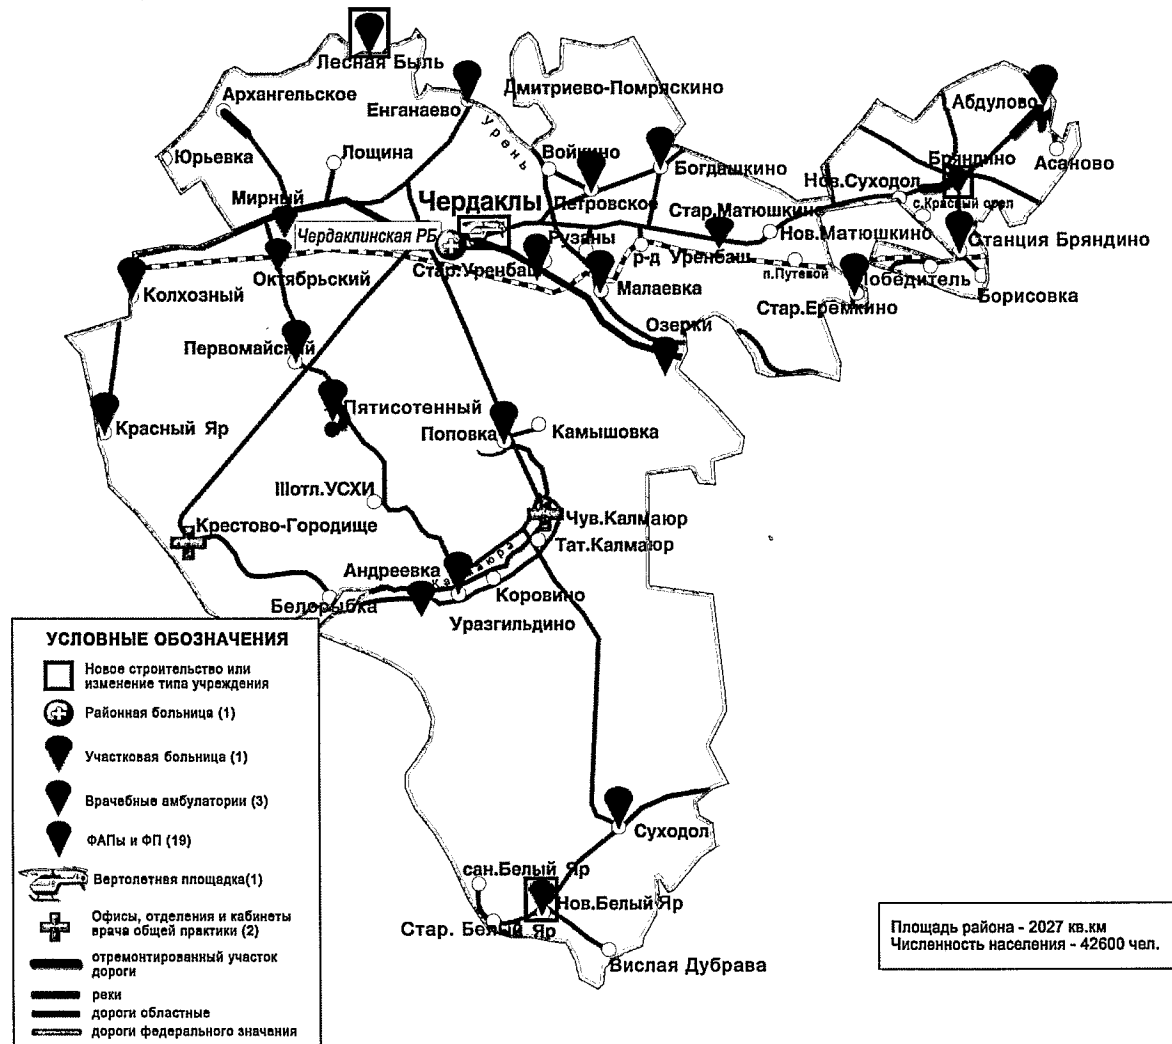 Лесная Быль
Архангельское
Енганаево
Дмитриево-Помряскино
Абдулово
Урень
Юрьевка
Лощина
Войкино
Богдашкино
Бряндино
Асаново
Мирный
Чердаклы
Петровское
Нов.Суходол
с.Красный орел
Стар.Матюшкино
Чердаклинская РБ
Рузаны
Нов.Матюшкино
Станция Бряндино
Октябрьский
Стар.Уренбаш
р-д Уренбаш
п.Путевой
Победитель
Колхозный
Малаевка
Стар.Еремкино
Борисовка
Озерки
Первомайский
Пятисотенный
Красный Яр
Поповка
Камышовка
IIIотл.УСХИ
Крестово-Городище
Чув.Калмаюр
Тат.Калмаюр
Андреевка
Коровино
Белорыбка
Уразгильдино
УСЛОВНЫЕ ОБОЗНАЧЕНИЯ
Новое строительство или
изменение типа учреждения
Районная больница (1)
Участковая больница (1)
Врачебные амбулатории (3)
ФАПы и ФП (19)
Вертолетная площадка(1)
Офисы, отделения и кабинеты
врача общей практики (2)
отремонтированный участок
дороги
реки
дороги областные
дороги федерального значения
Суходол
сан.Белый Яр
Нов.Белый Яр
Стар. Белый Яр
Вислая Дубрава
Площадь района - 2027 кв.км
Численность населения - 42600 чел.